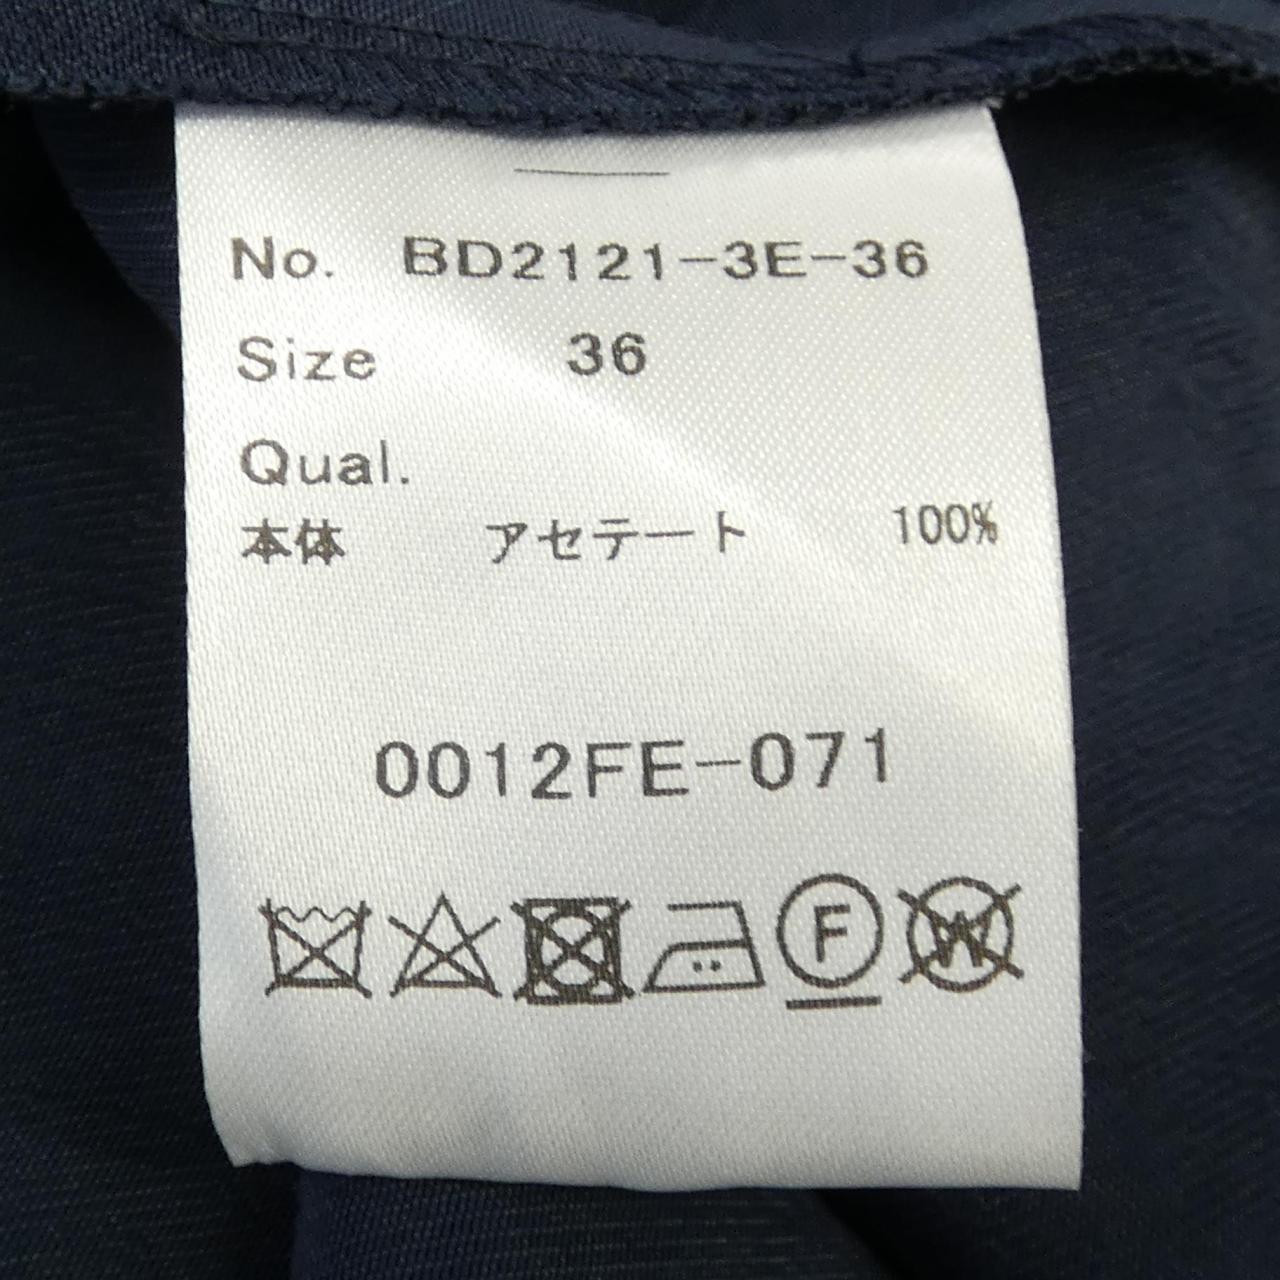 No. BD2121-3E-36
Size 36
Qual.
本体 アセテート 100%
0012FE-071
F W